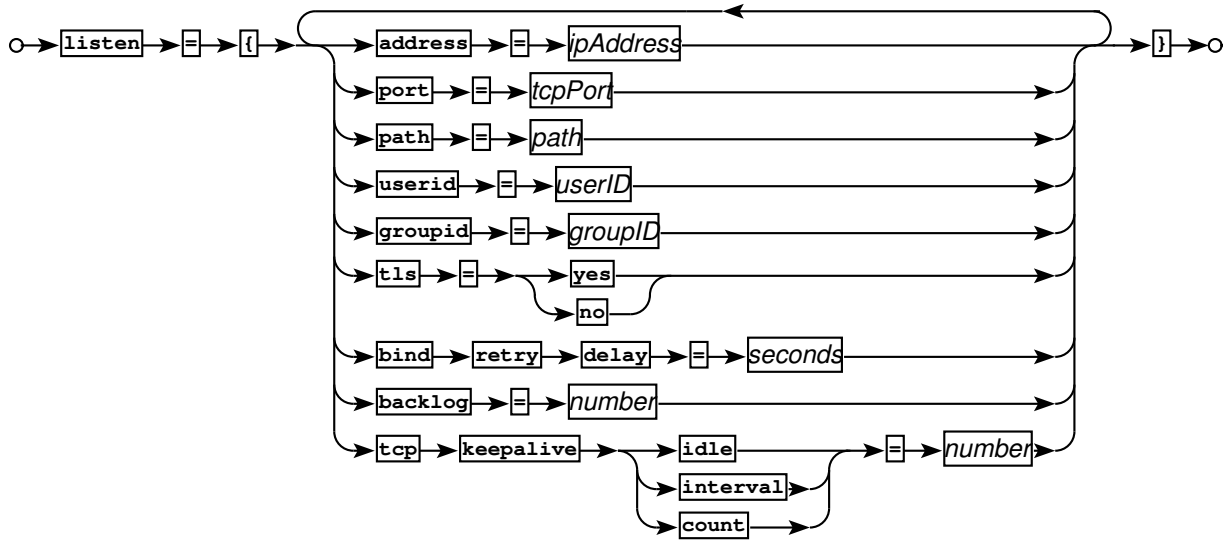 listen = { address = ipAddress }
port = tcpPort
path = path
userid = userID
groupid = groupID
tls = yes
no
bind retry delay = seconds
backlog = number
tcp keepalive idle = number
interval
count